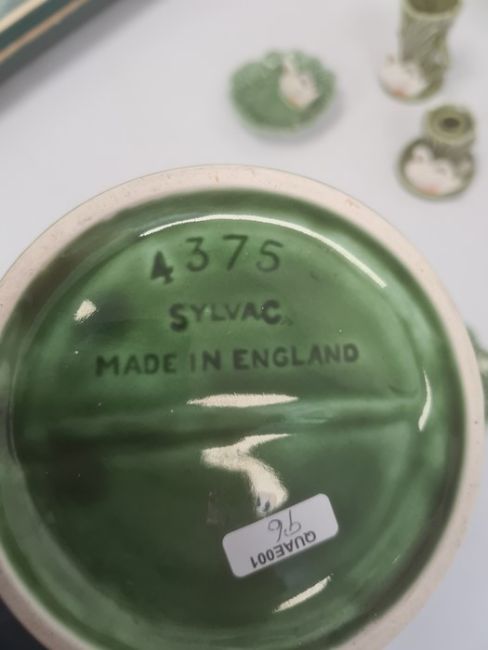 4375
SYLVAC
MADE IN ENGLAND
QUAE001
96